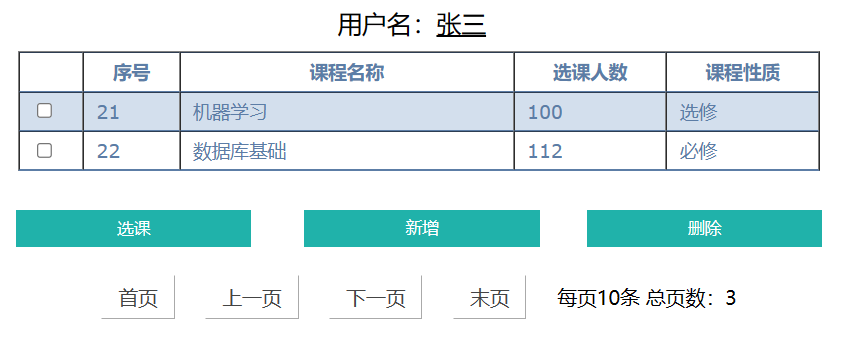 用户名：张三
序号 课程名称 选课人数 课程性质
21 机器学习 100 选修
22 数据库基础 112 必修
选课 新增 删除
首页 上一页 下一页 末页 每页10条 总页数：3